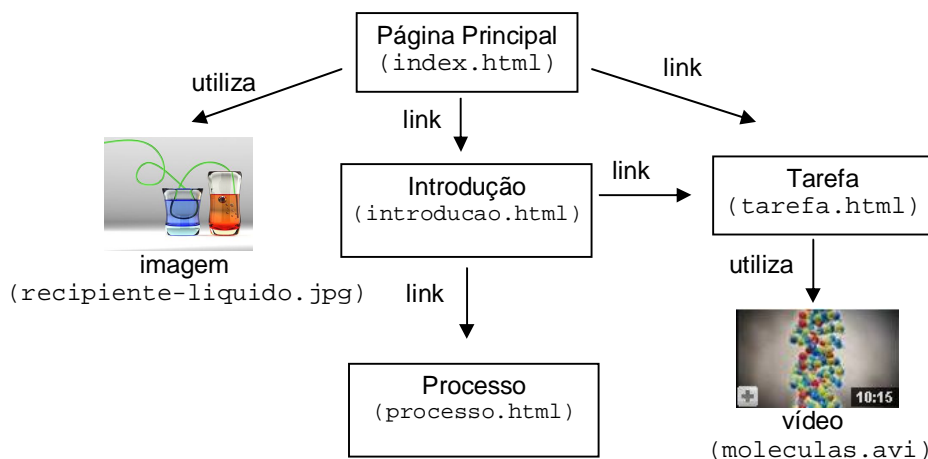 Página Principal
(index.html)
utiliza
link
link
Introdução
(introducao.html)
link
Tarefa
(tarefa.html)
imagem
(recipiente-liquido.jpg)
link
utiliza
Processo
(processo.html)
10:15
vídeo
(moleculas.avi)